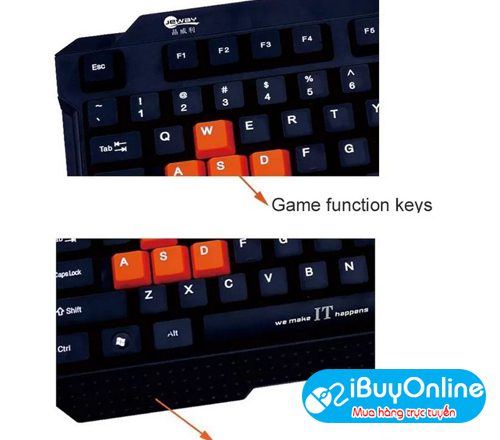 JEWAY
晶威利
Esc F1 F2 F3 F4 F5
~ ! @ # $ % ^
` 1 2 3 4 5 6
Tab Q W E R T Y
A S D F G
Game function keys
Tab
Caps Lock A S D F G H
Shift Z X C V B N
we make IT happens
Ctrl Alt
iBuyOnline
Mua hàng trực tuyến